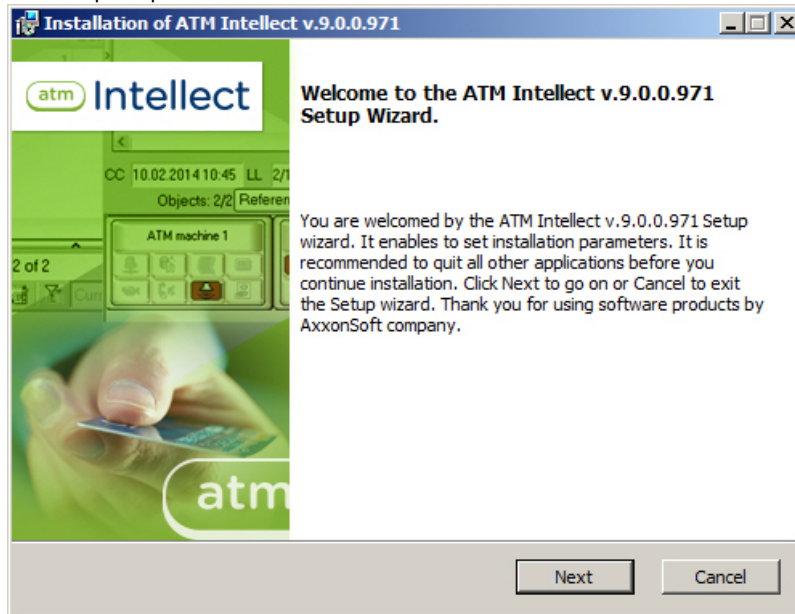 Installation of ATM Intellect v.9.0.0.971
atm Intellect
Welcome to the ATM Intellect v.9.0.0.971
Setup Wizard.
CC 10.02.2014 10:45 LL
Objects: 2/2
ATM machine 1
2 of 2
You are welcomed by the ATM Intellect v.9.0.0.971 Setup
wizard. It enables to set installation parameters. It is
recommended to quit all other applications before you
continue installation. Click Next to go on or Cancel to exit
the Setup wizard. Thank you for using software products by
AxxonSoft company.
atm
Next
Cancel